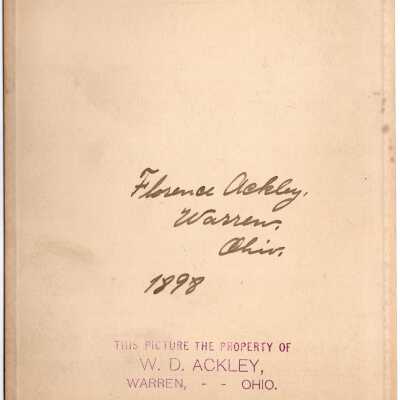 Florence Ackley.
Warren,
Ohio.
1898
THIS PICTURE THE PROPERTY OF
W. D. ACKLEY,
WARREN, - - OHIO.